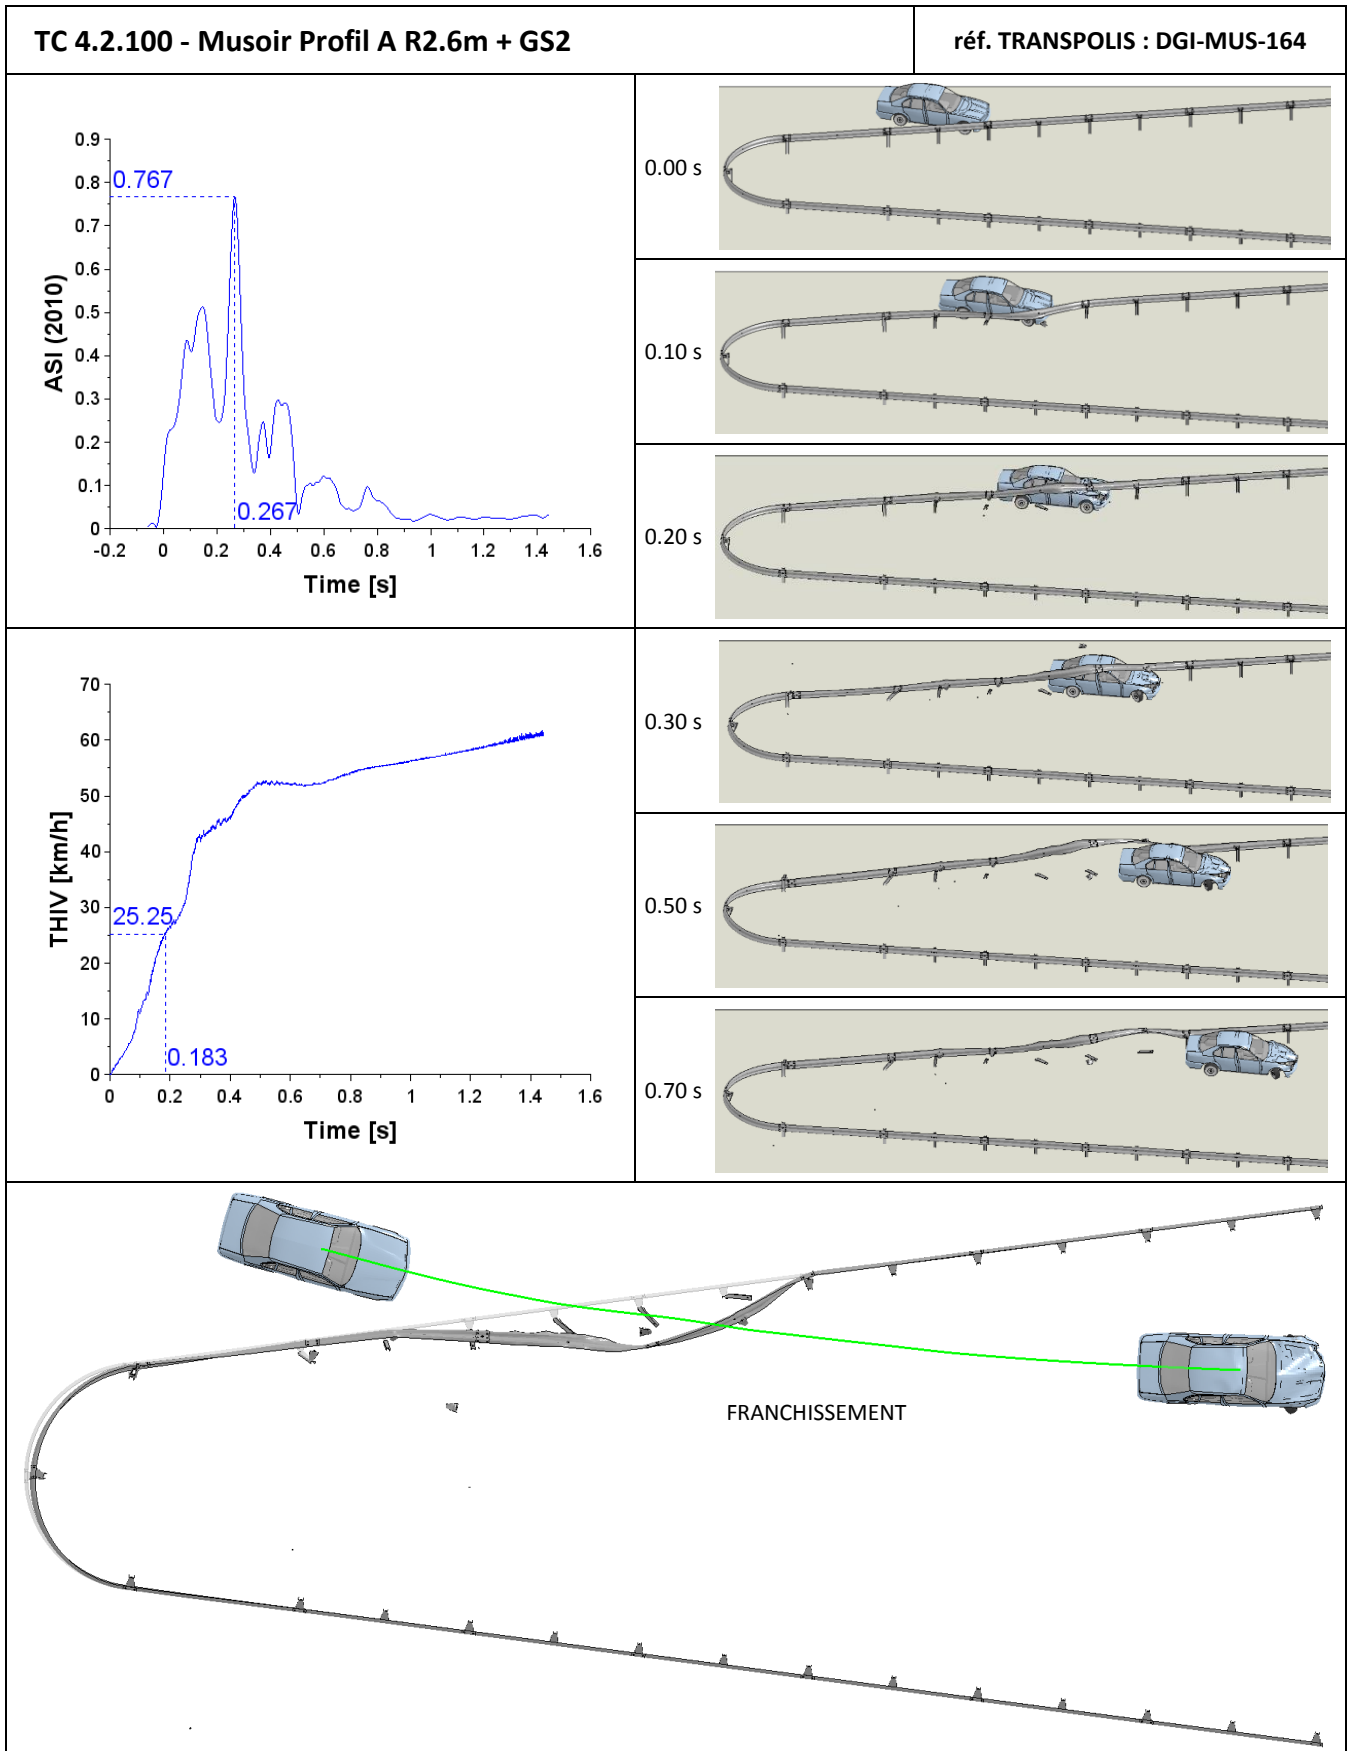 TC 4.2.100 - Musoir Profil A R2.6m + GS2
réf. TRANSPOLIS : DGI-MUS-164
0.9
0.8
0.7
0.6
0.5
0.4
0.3
0.2
0.1
0
0.767
0.267
ASI (2010)
-0.2 0 0.2 0.4 0.6 0.8 1 1.2 1.4 1.6
Time [s]
0.00 s
0.10 s
0.20 s
70
60
50
40
30
20
10
0
25.25
0.183
THIV [km/h]
0 0.2 0.4 0.6 0.8 1 1.2 1.4 1.6
Time [s]
0.30 s
0.50 s
0.70 s
FRANCHISSEMENT